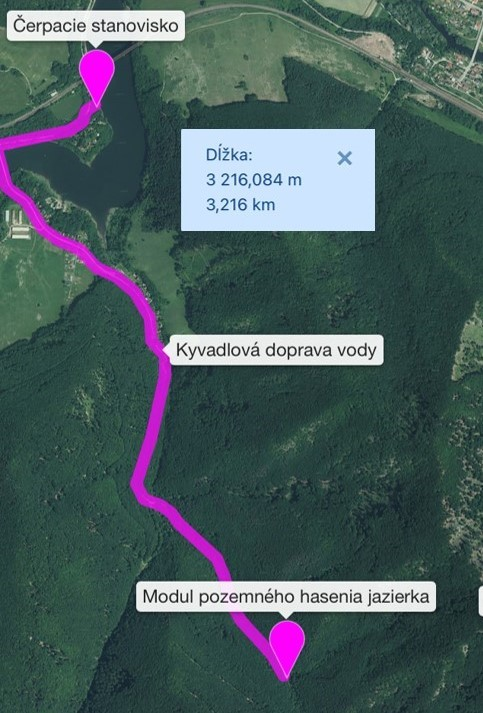 Čerpacie stanovisko
Dĺžka:
3 216,084 m
3,216 km
Kyvadlová doprava vody
Modul pozemného hasenia jazierka